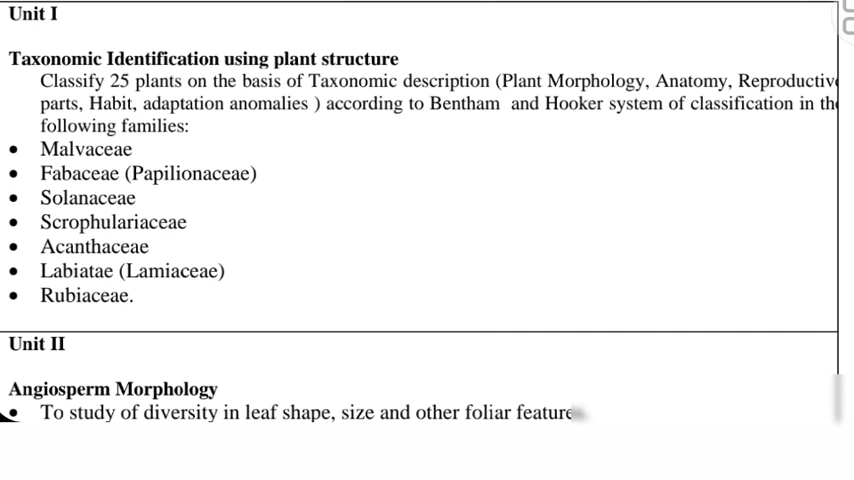 Unit I
Taxonomic Identification using plant structure
Classify 25 plants on the basis of Taxonomic description (Plant Morphology, Anatomy, Reproductiv
parts, Habit, adaptation anomalies ) according to Bentham and Hooker system of classification in th
following families:
• Malvaceae
• Fabaceae (Papilionaceae)
• Solanaceae
• Scrophulariaceae
• Acanthaceae
• Labiatae (Lamiaceae)
• Rubiaceae.
Unit II
Angiosperm Morphology
• To study of diversity in leaf shape, size and other foliar feature